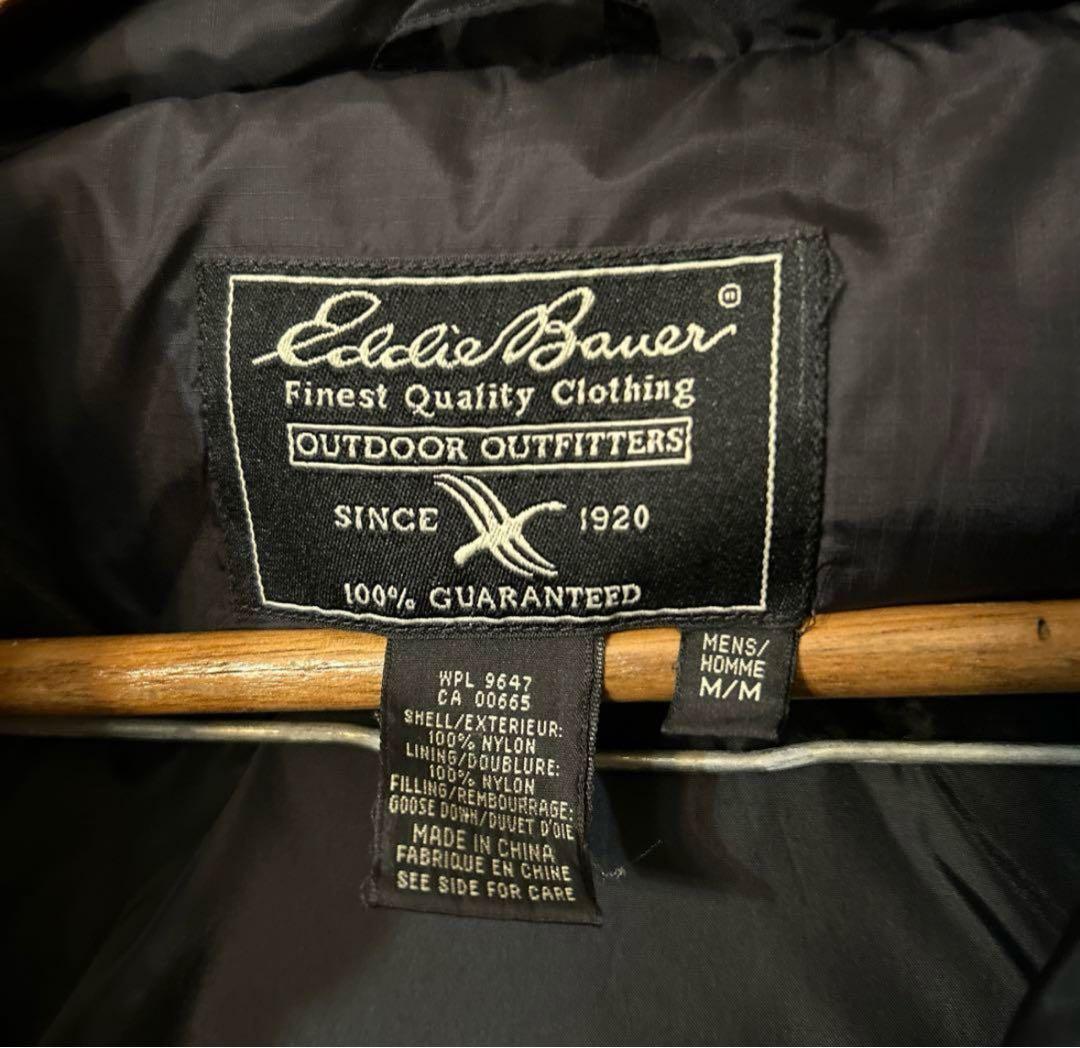 Eddie Bauer ®
Finest Quality Clothing
OUTDOOR OUTFITTERS
SINCE 1920
100% GUARANTEED
WPL 9647
CA 00665
SHELL/EXTERIEUR:
100% NYLON
LINING/DOUBLURE:
100% NYLON
FILLING/REMBOURRAGE:
GOOSE DOWN/DUVET D'OIE
MADE IN CHINA
FABRIQUE EN CHINE
SEE SIDE FOR CARE
MENS/
HOMME
M/M